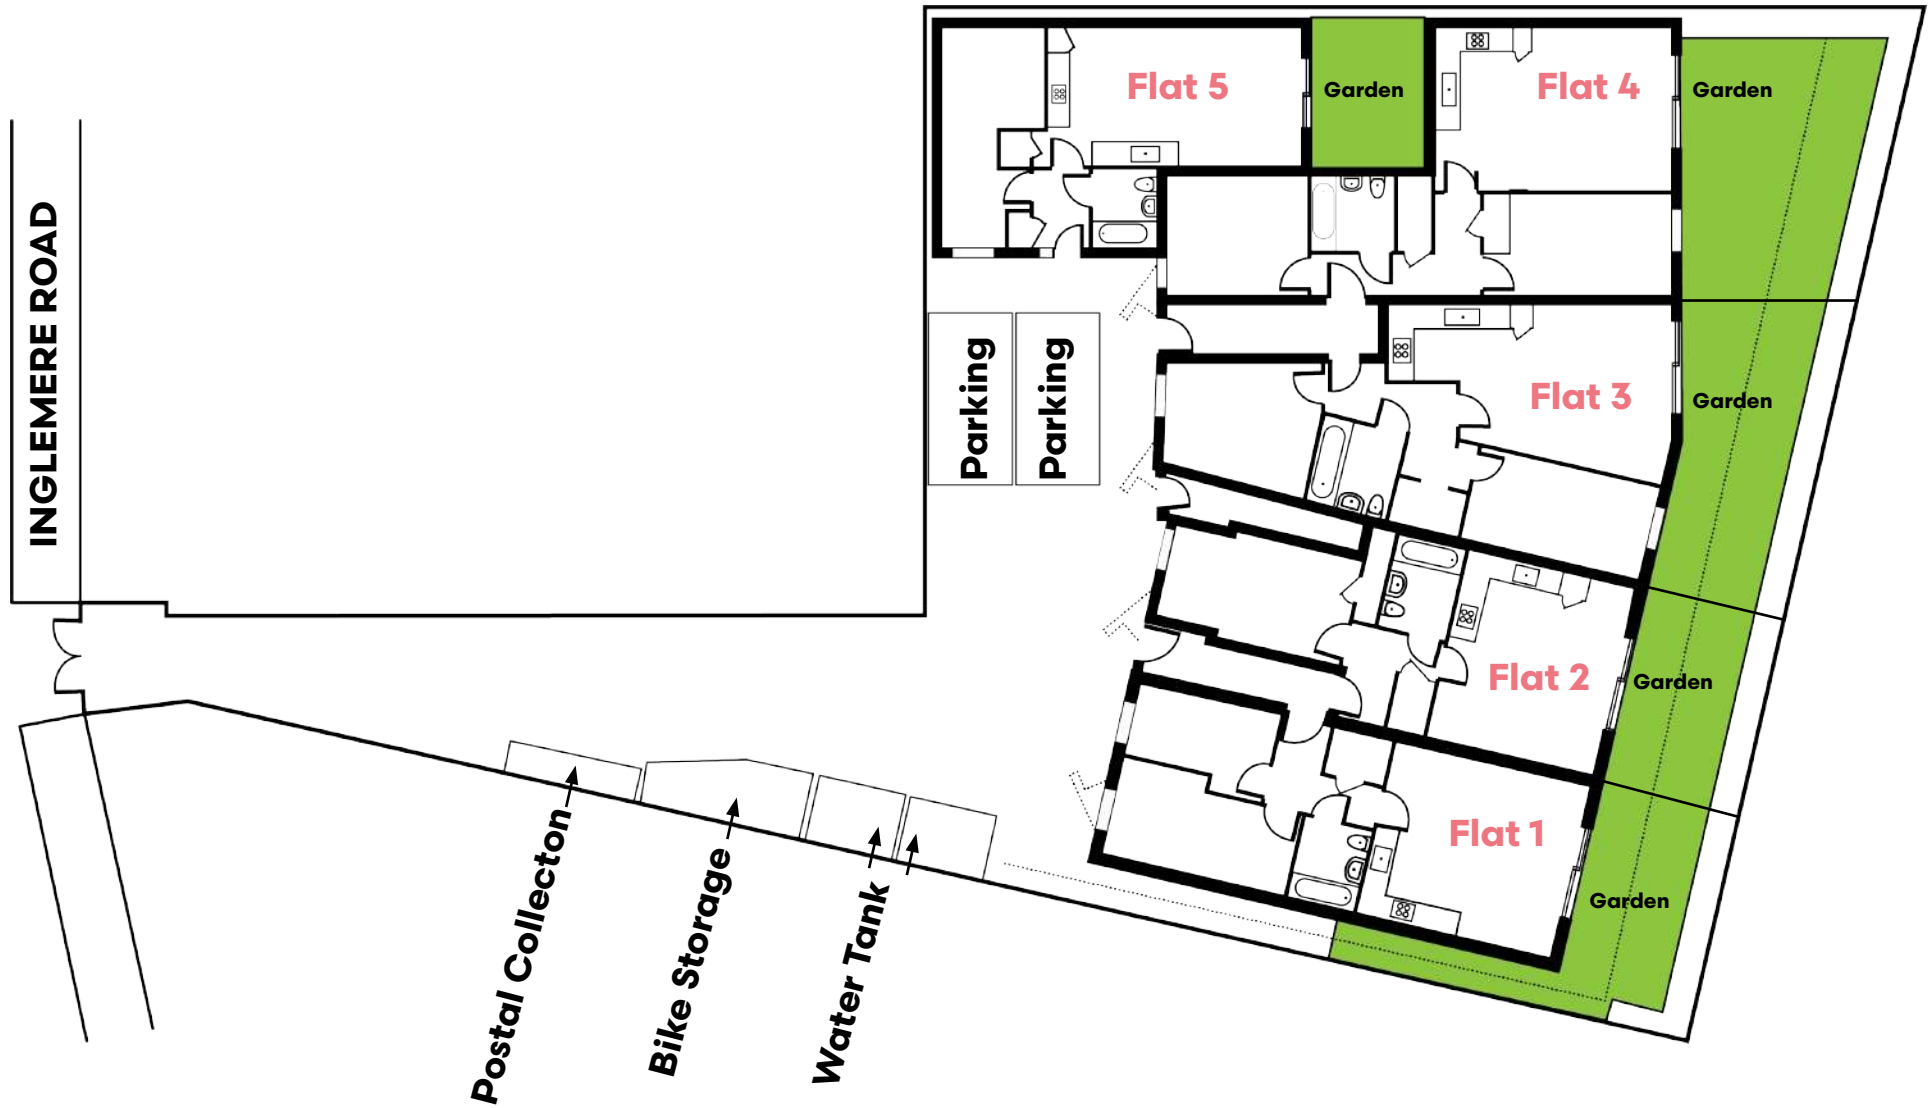 Flat 5
Garden
Flat 4
Garden
INGLEMERE ROAD
Parking
Parking
Flat 3
Garden
Flat 2
Garden
Flat 1
Garden
Postal Collecton
Bike Storage
Water Tank